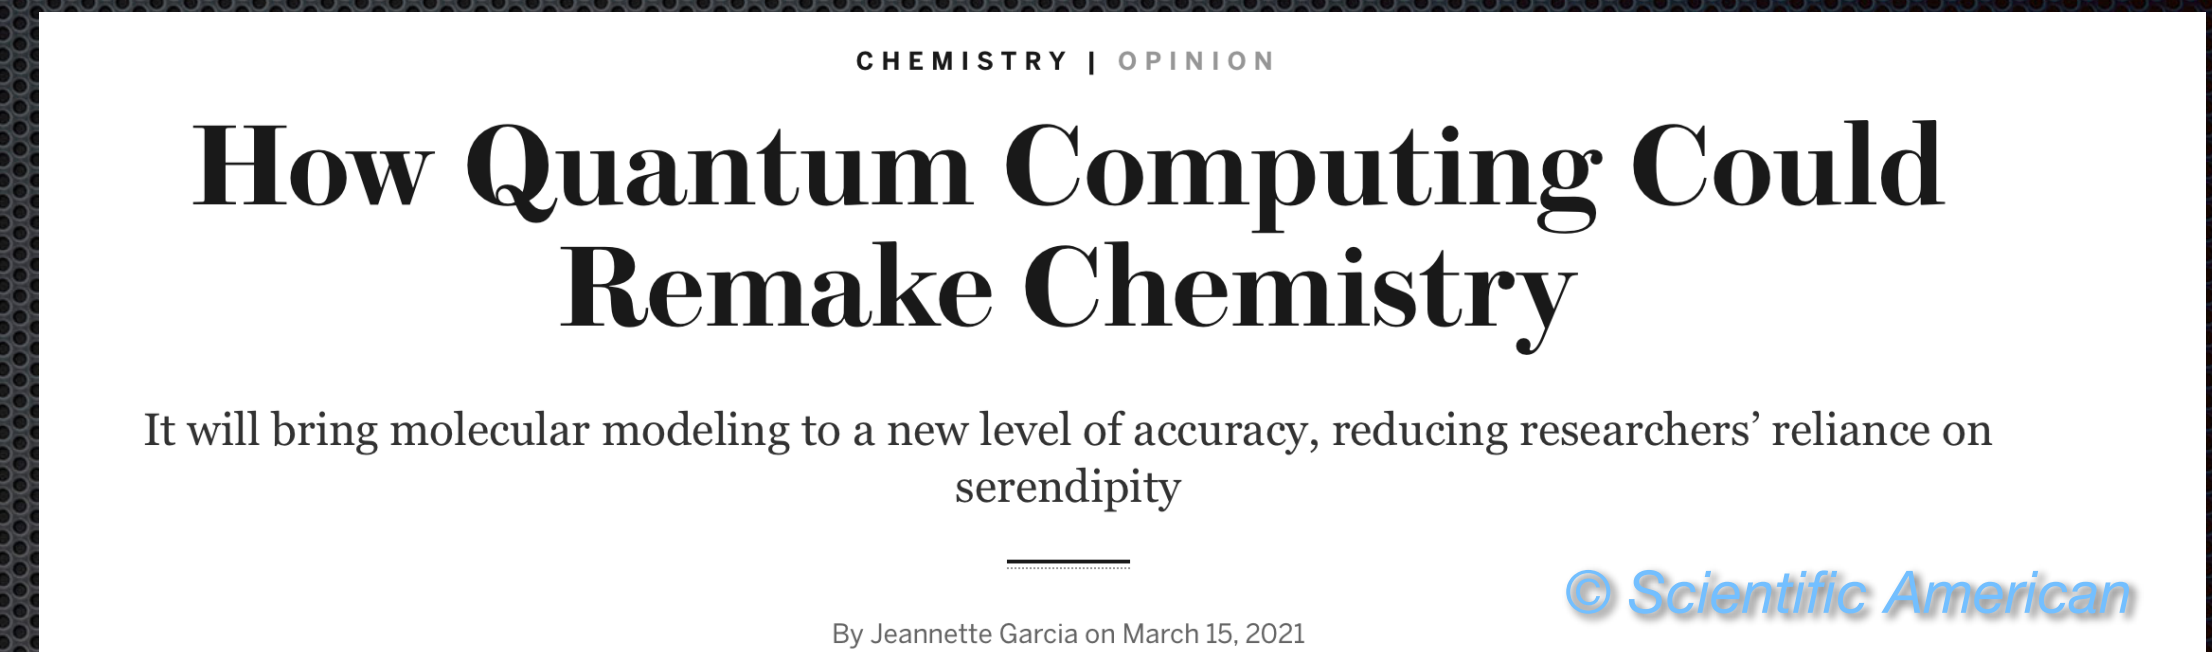 CHEMISTRY | OPINION
How Quantum Computing Could
Remake Chemistry
It will bring molecular modeling to a new level of accuracy, reducing researchers’ reliance on
serendipity
© Scientific American
By Jeannette Garcia on March 15, 2021